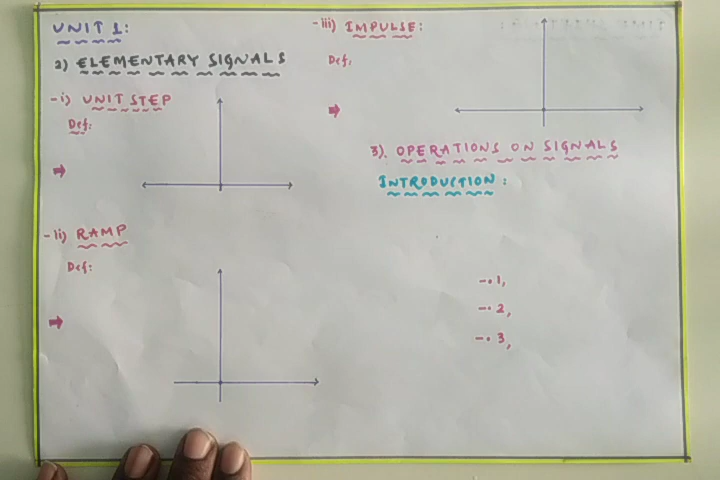 UNIT 1:
2) ELEMENTARY SIGNALS
-i) UNIT STEP
Def:
-ii) RAMP
Def:
-iii) IMPULSE:
Def:
3). OPERATIONS ON SIGNALS
INTRODUCTION:
-. 1,
-. 2,
-. 3,